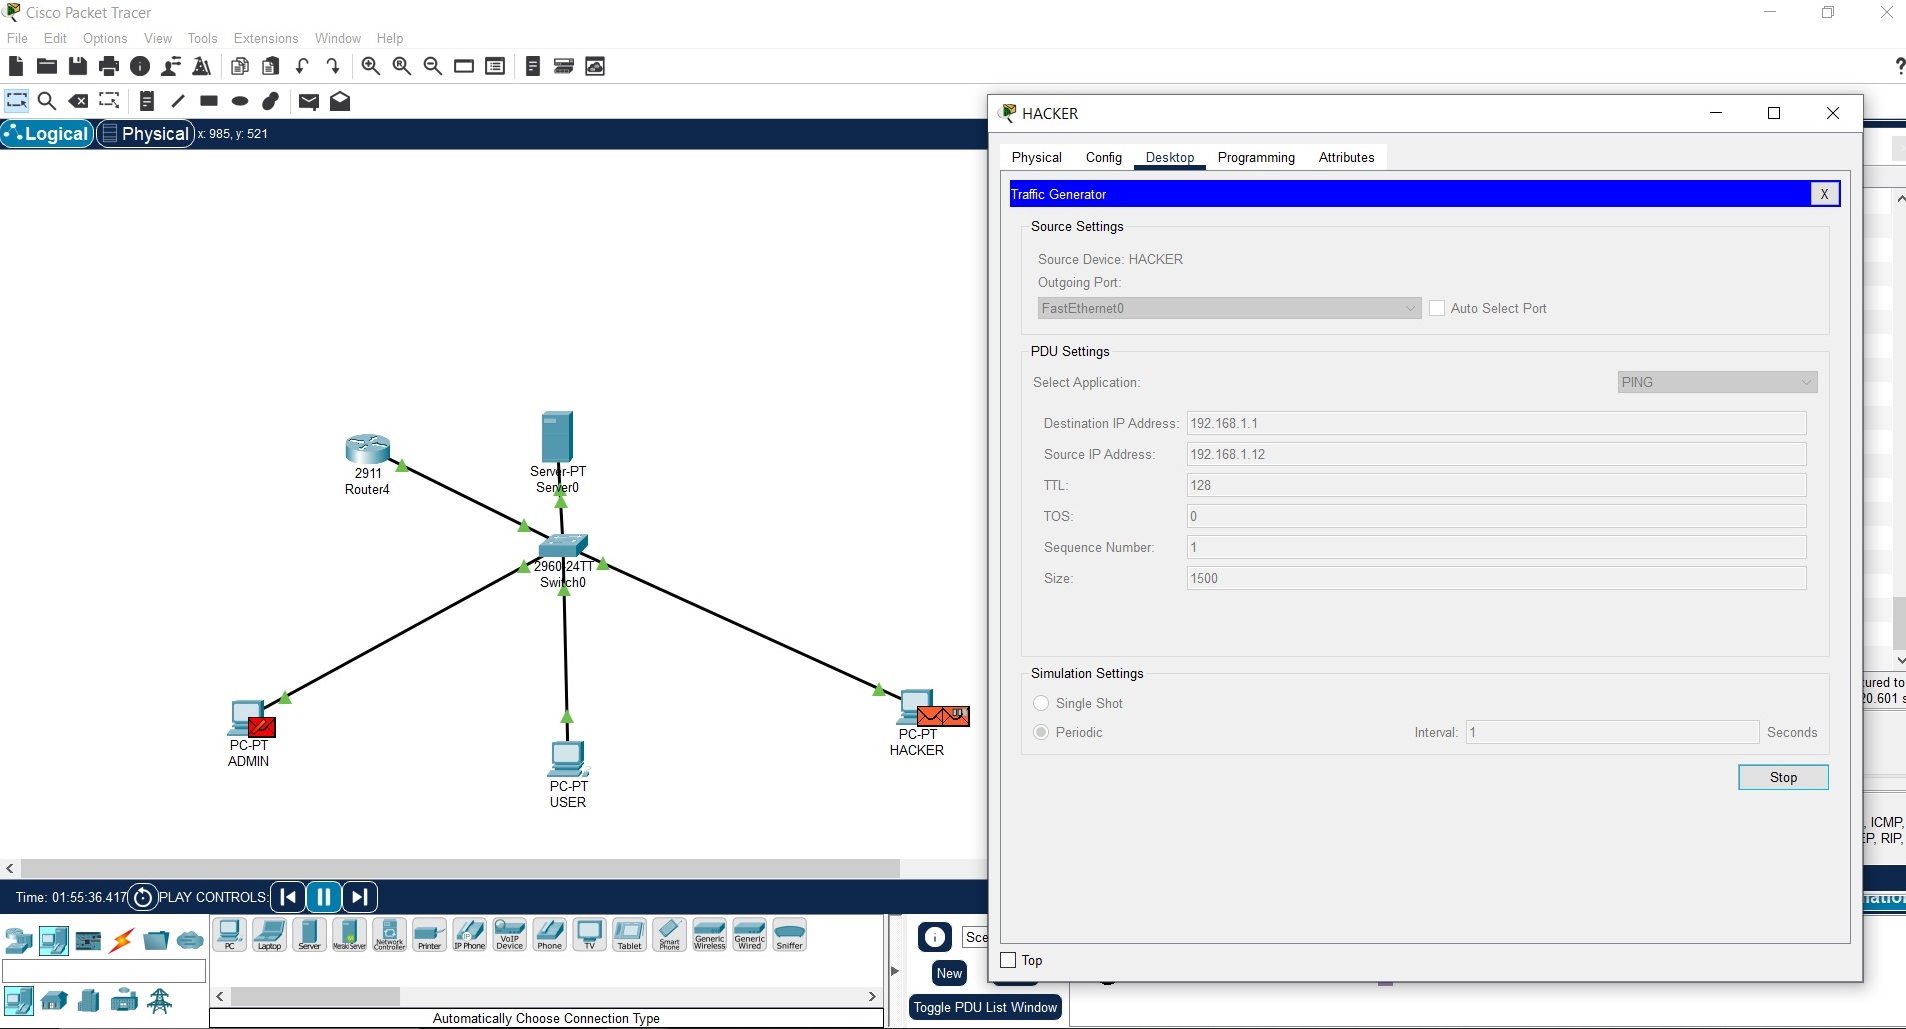 Cisco Packet Tracer
File Edit Options View Tools Extensions Window Help
?
Logical Physical x: 985, y: 521
HACKER
Physical Config Desktop Programming Attributes
Traffic Generator X
Source Settings
Source Device: HACKER
Outgoing Port:
FastEthernet0 Auto Select Port
PDU Settings
Select Application: PING
Destination IP Address: 192.168.1.1
Source IP Address: 192.168.1.12
TTL: 128
TOS: 0
Sequence Number: 1
Size: 1500
Simulation Settings
Single Shot
Periodic Interval: 1 Seconds
Stop
Top
2911
Router4
Server-PT
Server0
2960-24TT
Switch0
PC-PT
ADMIN
PC-PT
USER
PC-PT
HACKER
tured to
20.601 s
, ICMP,
EP, RIP,
Time: 01:55:36.417 PLAY CONTROLS:
PC
Laptop
Server
Meraki Server
Network Controller
Printer
IP Phone
VoIP Device
Phone
TV
Tablet
Smart Phone
Generic Wireless
Generic Wired
Sniffer
Automatically Choose Connection Type
Sce
New
Toggle PDU List Window